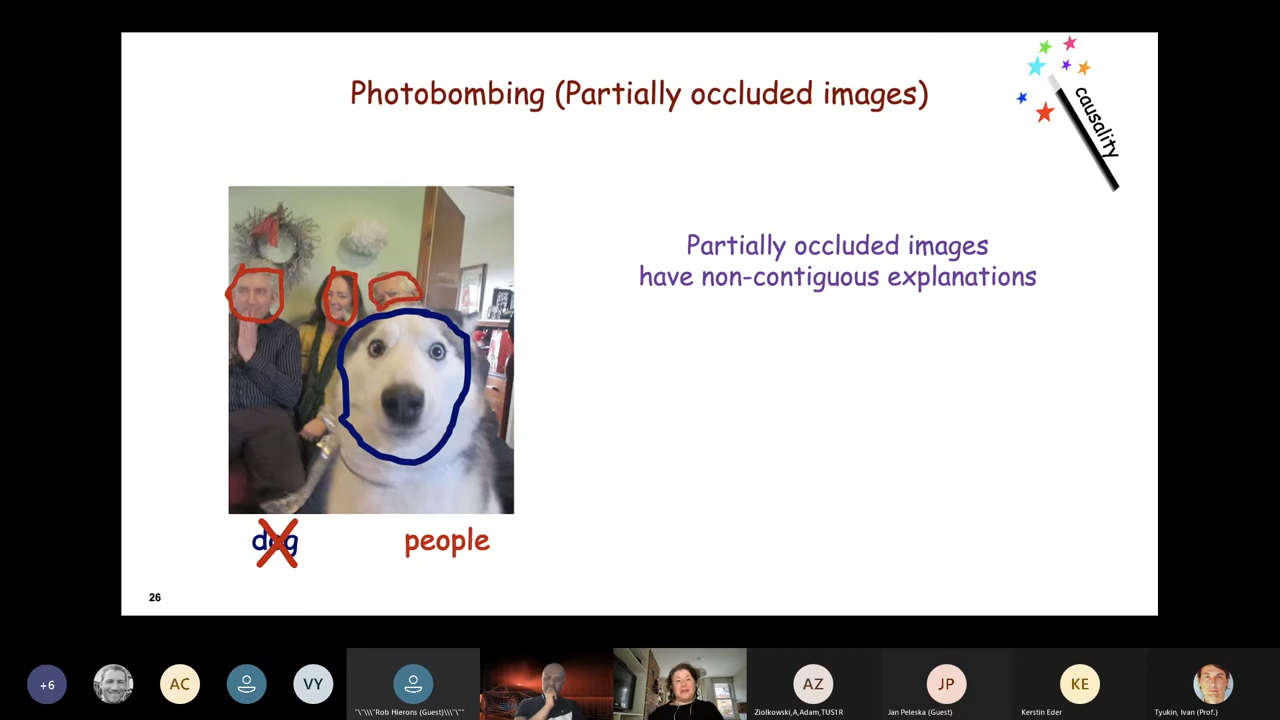 Photobombing (Partially occluded images)
causality
Partially occluded images
have non-contiguous explanations
dog
people
26
+6
AC
VY
"\"\\\"Rob Hierons (Guest)\\\"\""
AZ
Ziolkowski,A,Adam,TUS1R
JP
Jan Peleska (Guest)
KE
Kerstin Eder
Tyukin, Ivan (Prof.)